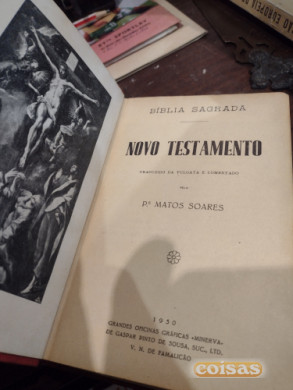 BÍBLIA SAGRADA
NOVO TESTAMENTO
TRADUZIDO DA VULGATA E COMENTADO
PELO
P.e MATOS SOARES
1950
GRANDES OFICINAS GRÁFICAS «MINERVA»
DE GASPAR PINTO DE SOUSA, SUC., LTD.
V. N. DE FAMALICÃO
coisas